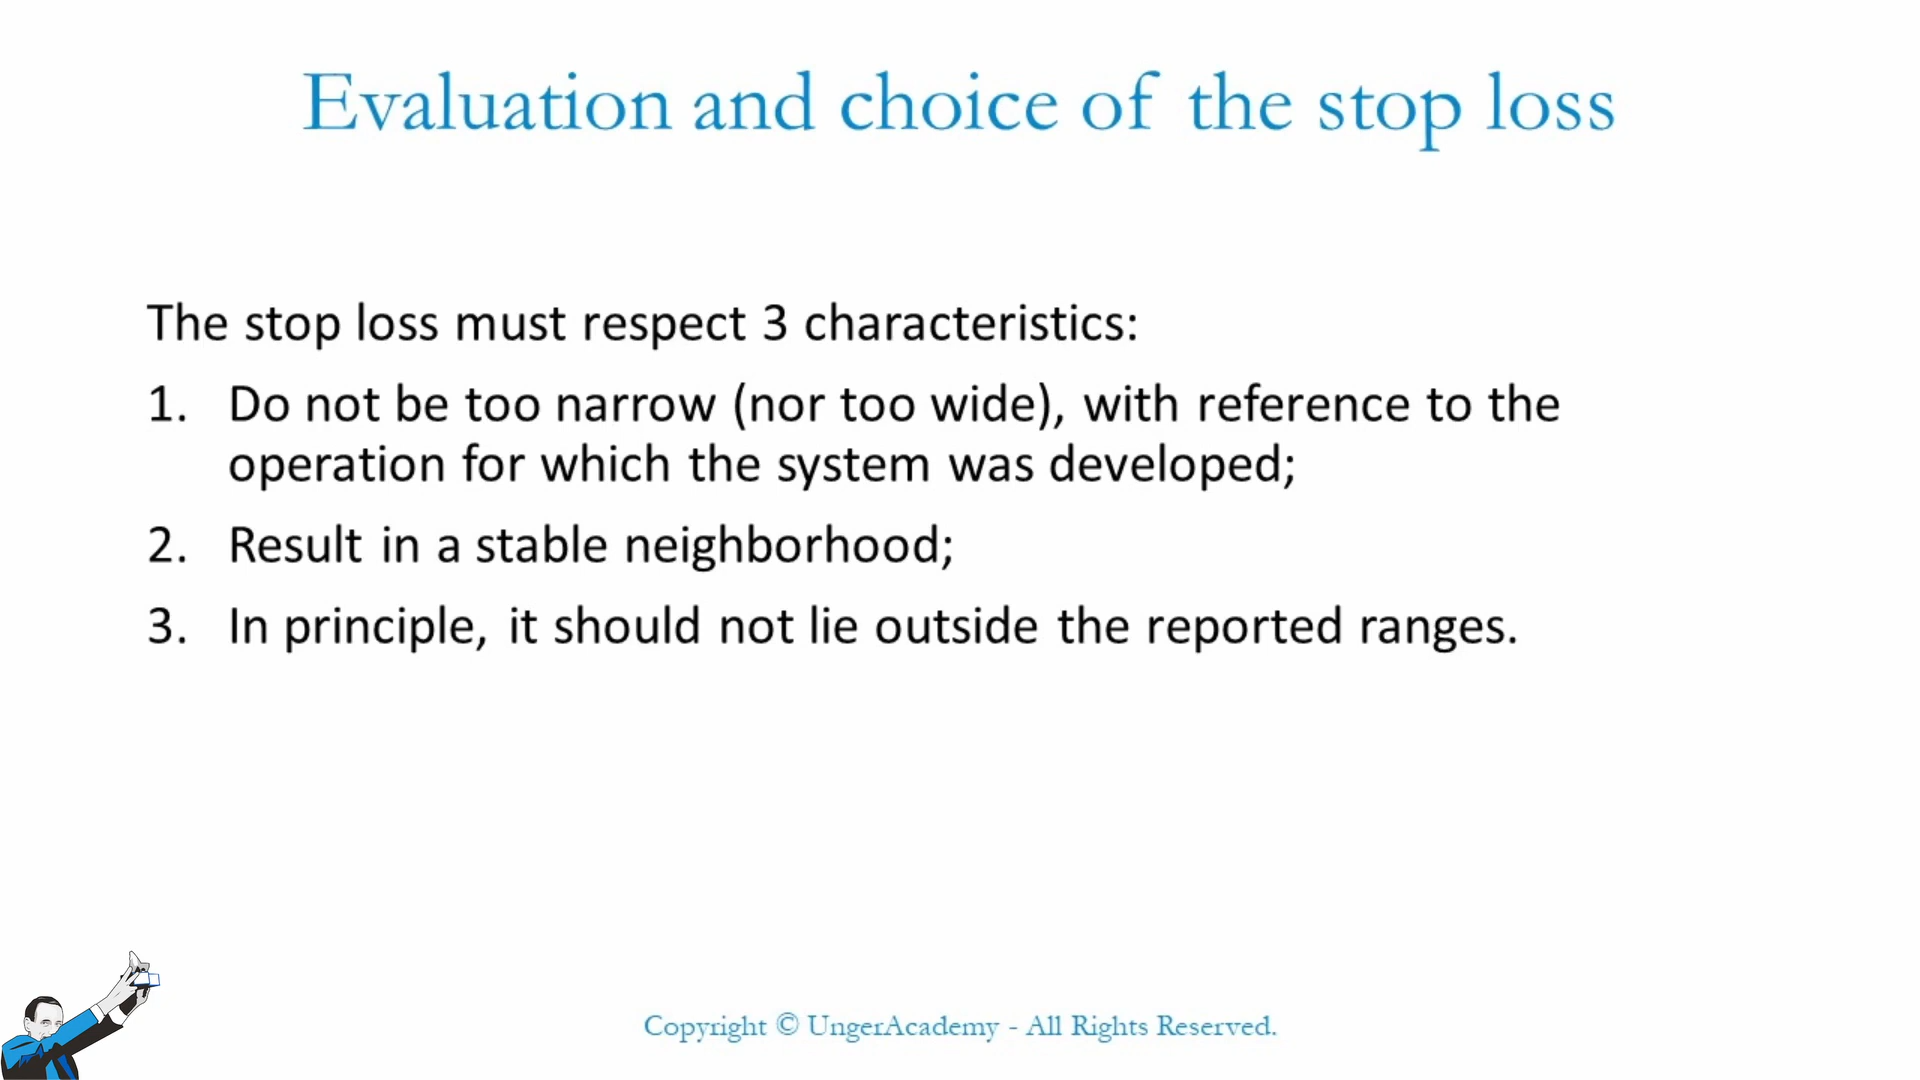 Evaluation and choice of the stop loss
The stop loss must respect 3 characteristics:
1. Do not be too narrow (nor too wide), with reference to the
operation for which the system was developed;
2. Result in a stable neighborhood;
3. In principle, it should not lie outside the reported ranges.
Copyright © UngerAcademy - All Rights Reserved.